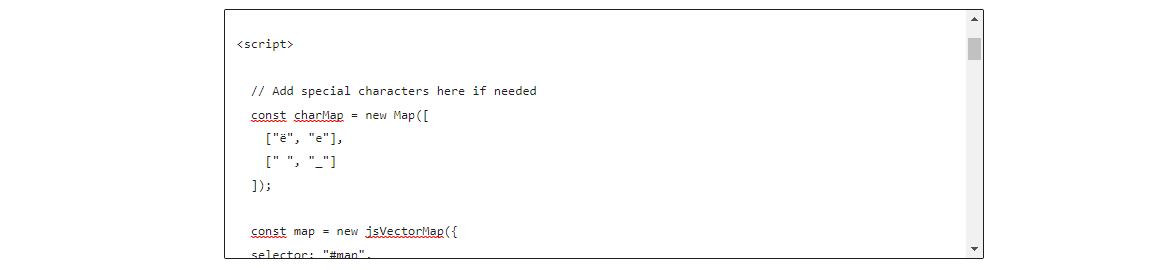 <script>
// Add special characters here if needed
const charMap = new Map([
["ë", "e"],
[" ", "_"]
]);
const map = new jsVectorMap({
selector: "#map",